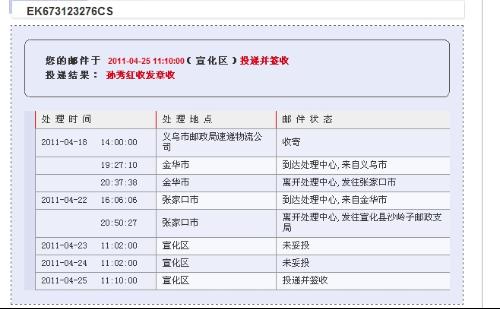 EK673123276CS
您的邮件于 2011-04-25 11:10:00(宣化区)投递并签收
投递结果： 孙秀红收发章收
处 理 时 间 处 理 地 点 邮 件 状 态
2011-04-18 14:00:00 义乌市邮政局速递物流公 收寄
司
19:27:10 金华市 到达处理中心,来自义乌市
20:37:38 金华市 离开处理中心,发往张家口市
2011-04-22 16:06:06 张家口市 到达处理中心,来自金华市
20:50:27 张家口市 离开处理中心,发往宣化县沙岭子邮政支
局
2011-04-23 11:02:00 宣化区 未妥投
2011-04-24 11:02:00 宣化区 未妥投
2011-04-25 11:10:00 宣化区 投递并签收